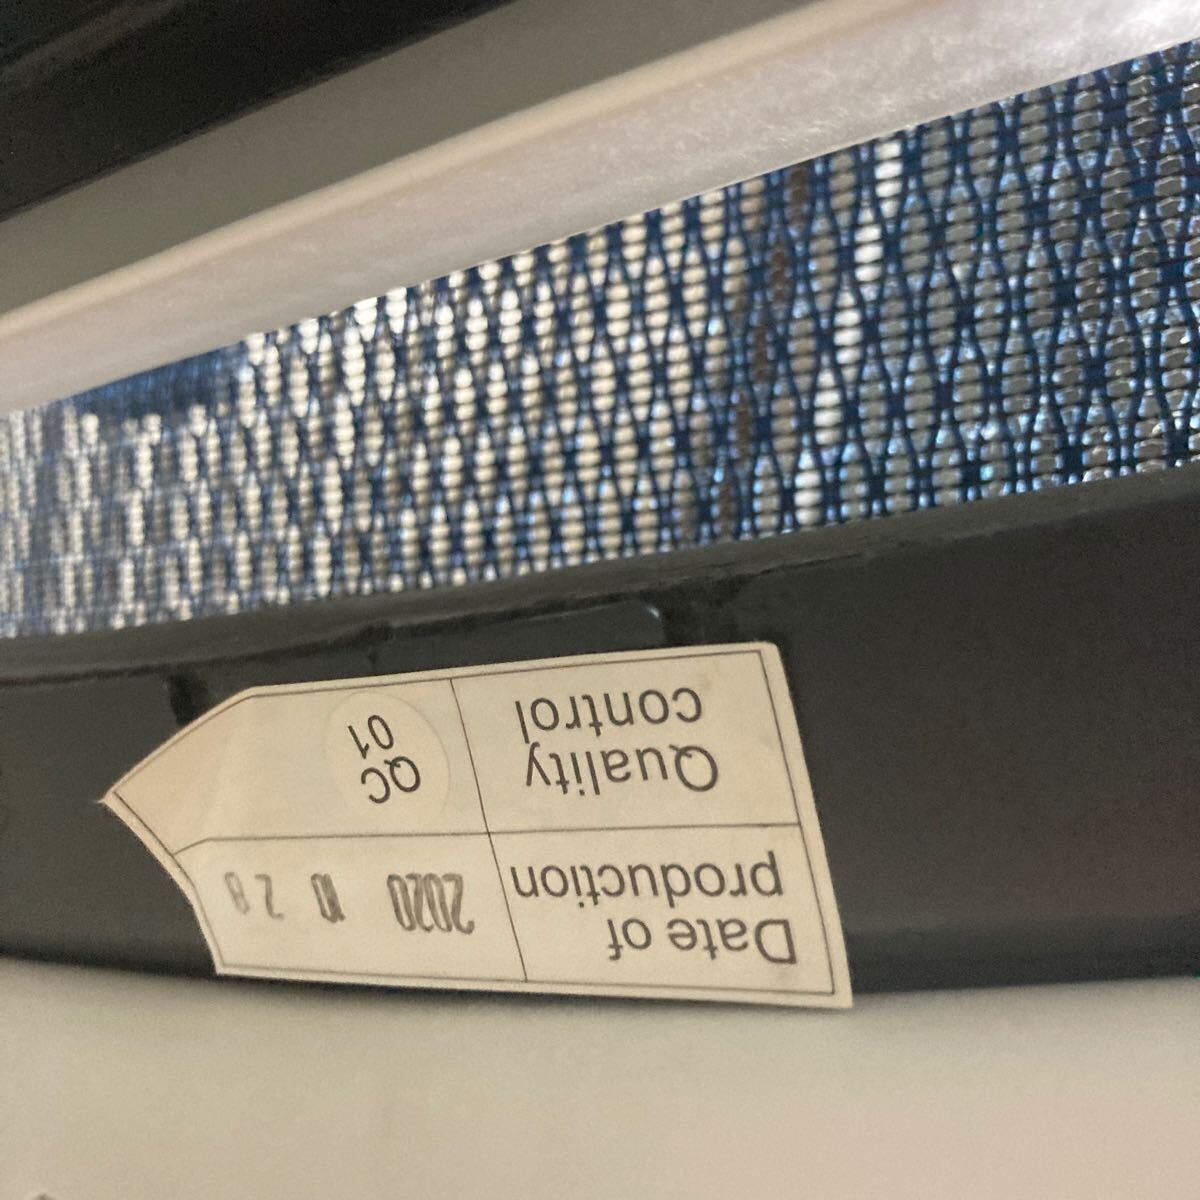 Date of
production
2020 10 28
Quality
control
QC
01